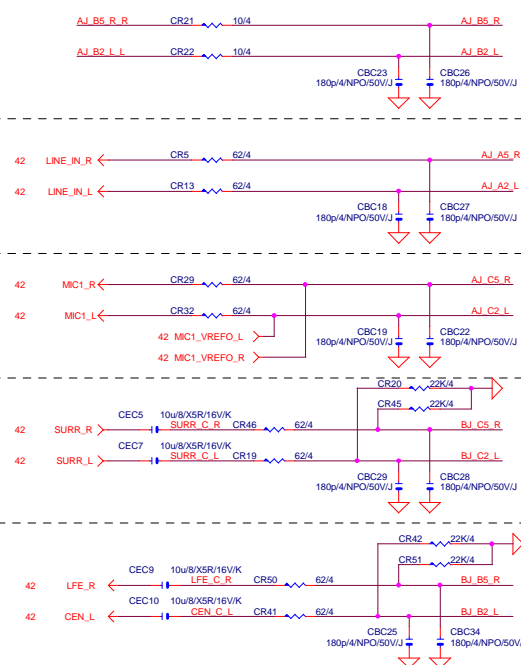 AJ_B5_R_R CR21 10/4 AJ_B5_R
AJ_B2_L_L CR22 10/4 AJ_B2_L
CBC23 CBC26
180p/4/NPO/50V/J 180p/4/NPO/50V/J
42 LINE_IN_R CR5 62/4 AJ_A5_R
42 LINE_IN_L CR13 62/4 AJ_A2_L
CBC18 CBC27
180p/4/NPO/50V/J 180p/4/NPO/50V/J
42 MIC1_R CR29 62/4 AJ_C5_R
42 MIC1_L CR32 62/4 AJ_C2_L
42 MIC1_VREFO_L CBC19 CBC22
180p/4/NPO/50V/J 180p/4/NPO/50V/J
42 MIC1_VREFO_R
CR20 22K/4
CR45 22K/4
CEC5 10u/8/X5R/16V/K
42 SURR_R SURR_C_R CR46 62/4 BJ_C5_R
CEC7 10u/8/X5R/16V/K
42 SURR_L SURR_C_L CR19 62/4 BJ_C2_L
CBC29 CBC28
180p/4/NPO/50V/J 180p/4/NPO/50V/J
CR42 22K/4
CR51 22K/4
CEC9 10u/8/X5R/16V/K
42 LFE_R LFE_C_R CR50 62/4 BJ_B5_R
CEC10 10u/8/X5R/16V/K
42 CEN_L CEN_C_L CR41 62/4 BJ_B2_L
CBC25 CBC34
180p/4/NPO/50V/J 180p/4/NPO/50V/